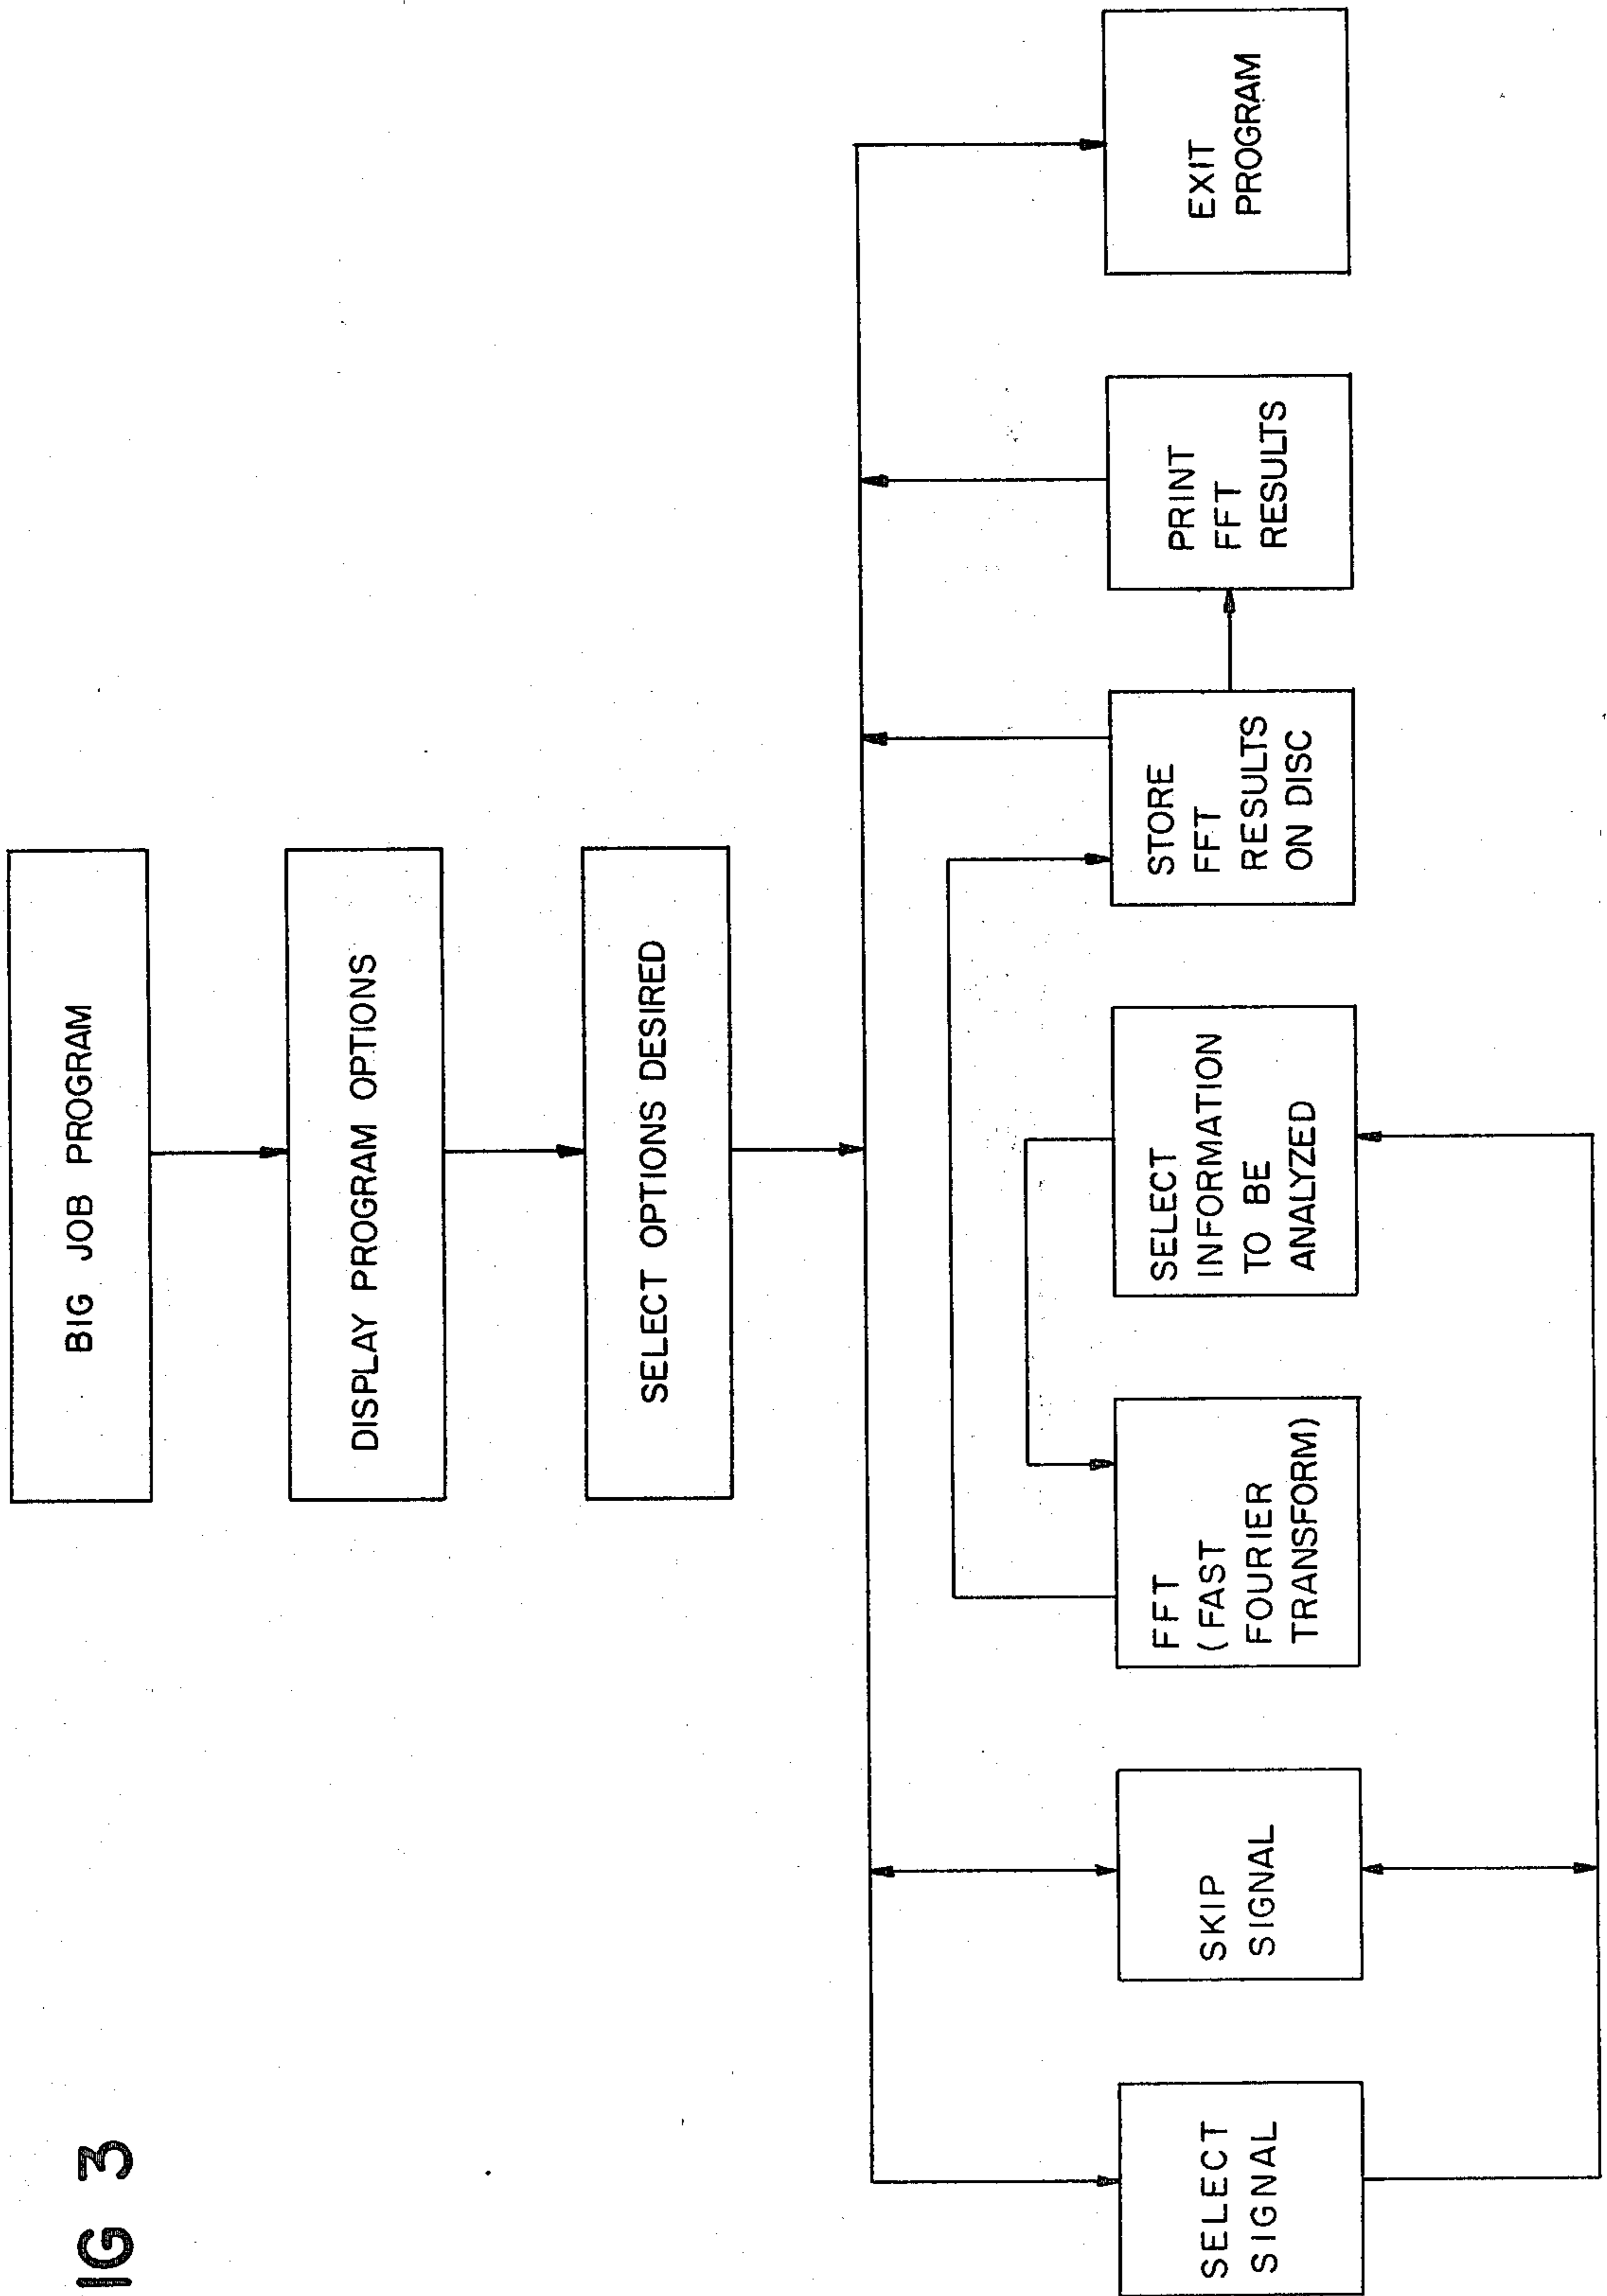 IG 3
BIG JOB PROGRAM
DISPLAY PROGRAM OPTIONS
SELECT OPTIONS DESIRED
SELECT
SIGNAL
SKIP
SIGNAL
FFT
(FAST
FOURIER
TRANSFORM)
SELECT
INFORMATION
TO BE
ANALYZED
STORE
FFT
RESULTS
ON DISC
PRINT
FFT
RESULTS
EXIT
PROGRAM